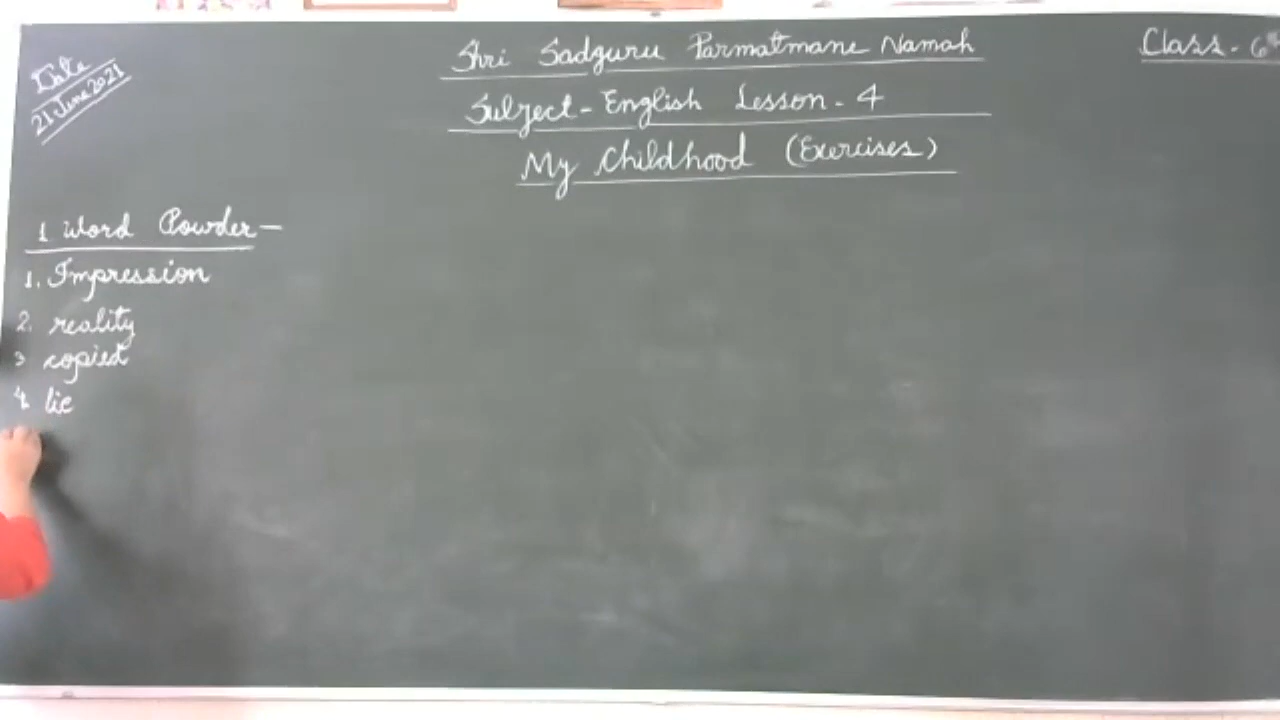 Date
21 June 2021
Shri Sadguru Parmatmane Namah
Class - 6th
Subject - English Lesson - 4
My Childhood (Exercises)
1 Word Powder -
1. Impression
2. reality
3 copied
4. lie